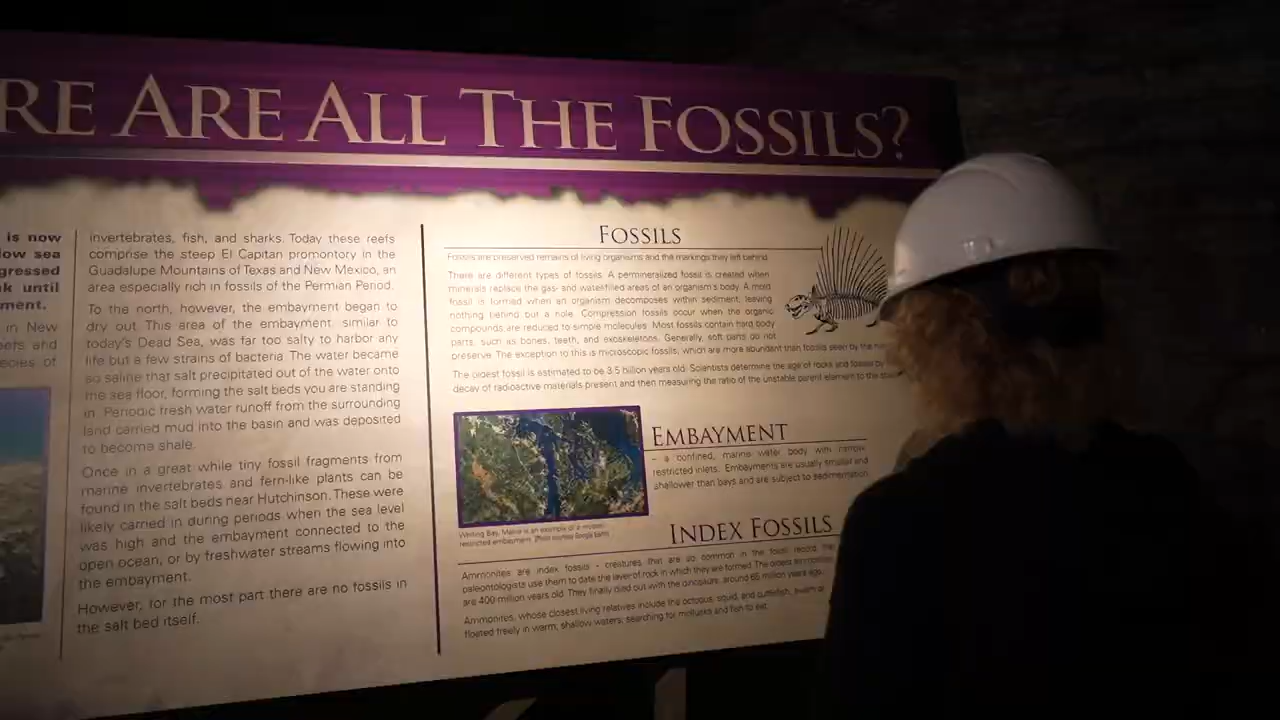 RE ARE ALL THE FOSSILS?
is now
low sea
gressed
k until
ment.
in New
eefs and
ecies of
invertebrates, fish, and sharks. Today these reefs
comprise the steep El Capitan promontory in the
Guadalupe Mountains of Texas and New Mexico, an
area especially rich in fossils of the Permian Period.
To the north, however, the embayment began to
dry out. This area of the embayment, similar to
today's Dead Sea, was far too salty to harbor any
life but a few strains of bacteria. The water became
so saline that salt precipitated out of the water onto
the sea floor, forming the salt beds you are standing
in. Periodic fresh water runoff from the surrounding
land carried mud into the basin and was deposited
to become shale.
Once in a great while tiny fossil fragments from
marine invertebrates and fern-like plants can be
found in the salt beds near Hutchinson. These were
likely carried in during periods when the sea level
was high and the embayment connected to the
open ocean, or by freshwater streams flowing into
the embayment.
However, for the most part there are no fossils in
the salt bed itself.
FOSSILS
Fossils are preserved remains of living organisms and the markings they left behind.
There are different types of fossils. A permineralized fossil is created when
minerals replace the gas- and water-filled areas of an organism's body. A mold
fossil is formed when an organism decomposes within sediment, leaving
nothing behind but a hole. Compression fossils occur when the organic
compounds are reduced to simple molecules. Most fossils contain hard body
parts, such as bones, teeth, and exoskeletons. Generally, soft parts do not
preserve. The exception to this is microscopic fossils, which are more abundant than fossils seen by the
The oldest fossil is estimated to be 3.5 billion years old. Scientists determine the age of rocks and fossils by
decay of radioactive materials present and then measuring the ratio of the unstable parent element to the
EMBAYMENT
- a confined, marine water body with narrow,
restricted inlets. Embayments are usually smaller and
shallower than bays and are subject to sedimentation.
Whiting Bay, Maine is an example of a modern
restricted embayment. (Photo courtesy Google Earth)
INDEX FOSSILS
Ammonites are index fossils - creatures that are so common in the fossil record that
paleontologists use them to date the layer of rock in which they are formed. The oldest ammonites
are 400 million years old. They finally died out with the dinosaurs, around 65 million years ago.
Ammonites, whose closest living relatives include the octopus, squid, and cuttlefish, swam or
floated freely in warm, shallow waters, searching for mollusks and fish to eat.